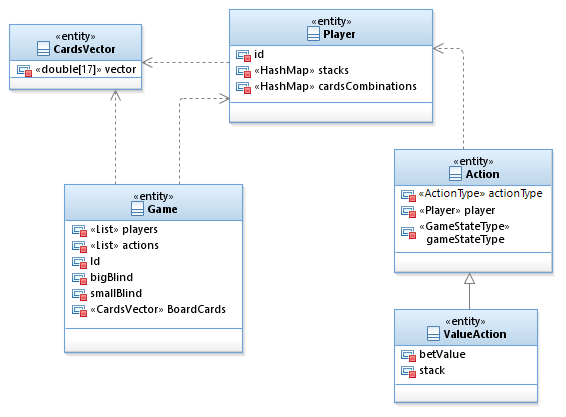 «entity»
CardsVector
«double[17]» vector
«entity»
Player
id
«HashMap» stacks
«HashMap» cardsCombinations
«entity»
Action
«ActionType» actionType
«Player» player
«GameStateType»
gameStateType
«entity»
Game
«List» players
«List» actions
Id
bigBlind
smallBlind
«CardsVector» BoardCards
«entity»
ValueAction
betValue
stack